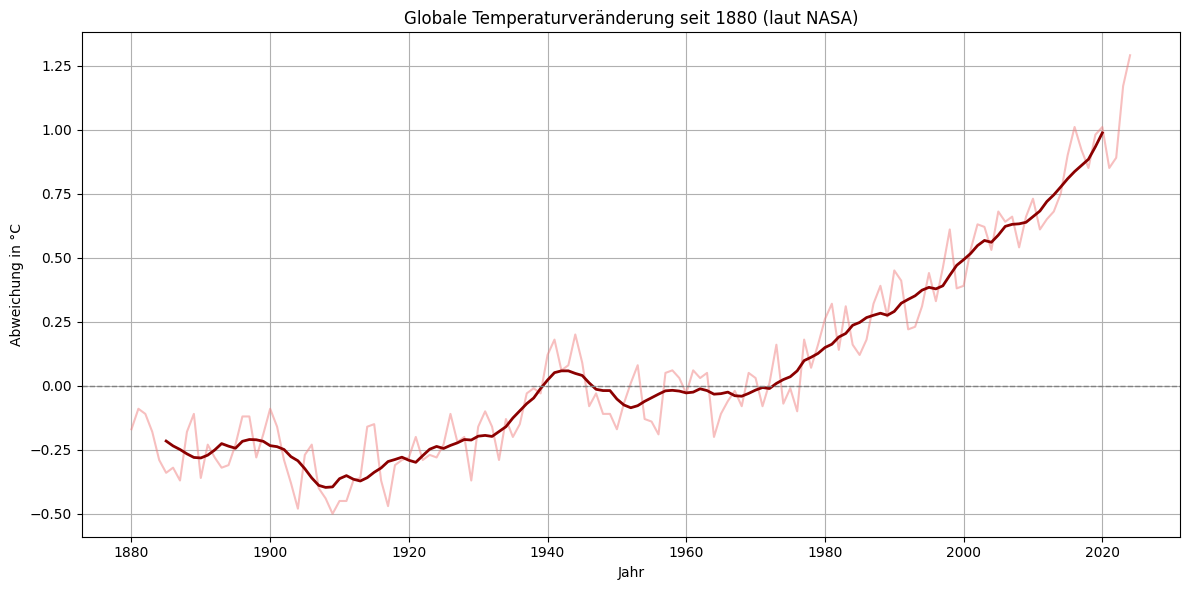 Globale Temperaturveränderung seit 1880 (laut NASA)
Abweichung in °C
1.25
1.00
0.75
0.50
0.25
0.00
−0.25
−0.50
1880 1900 1920 1940 1960 1980 2000 2020
Jahr